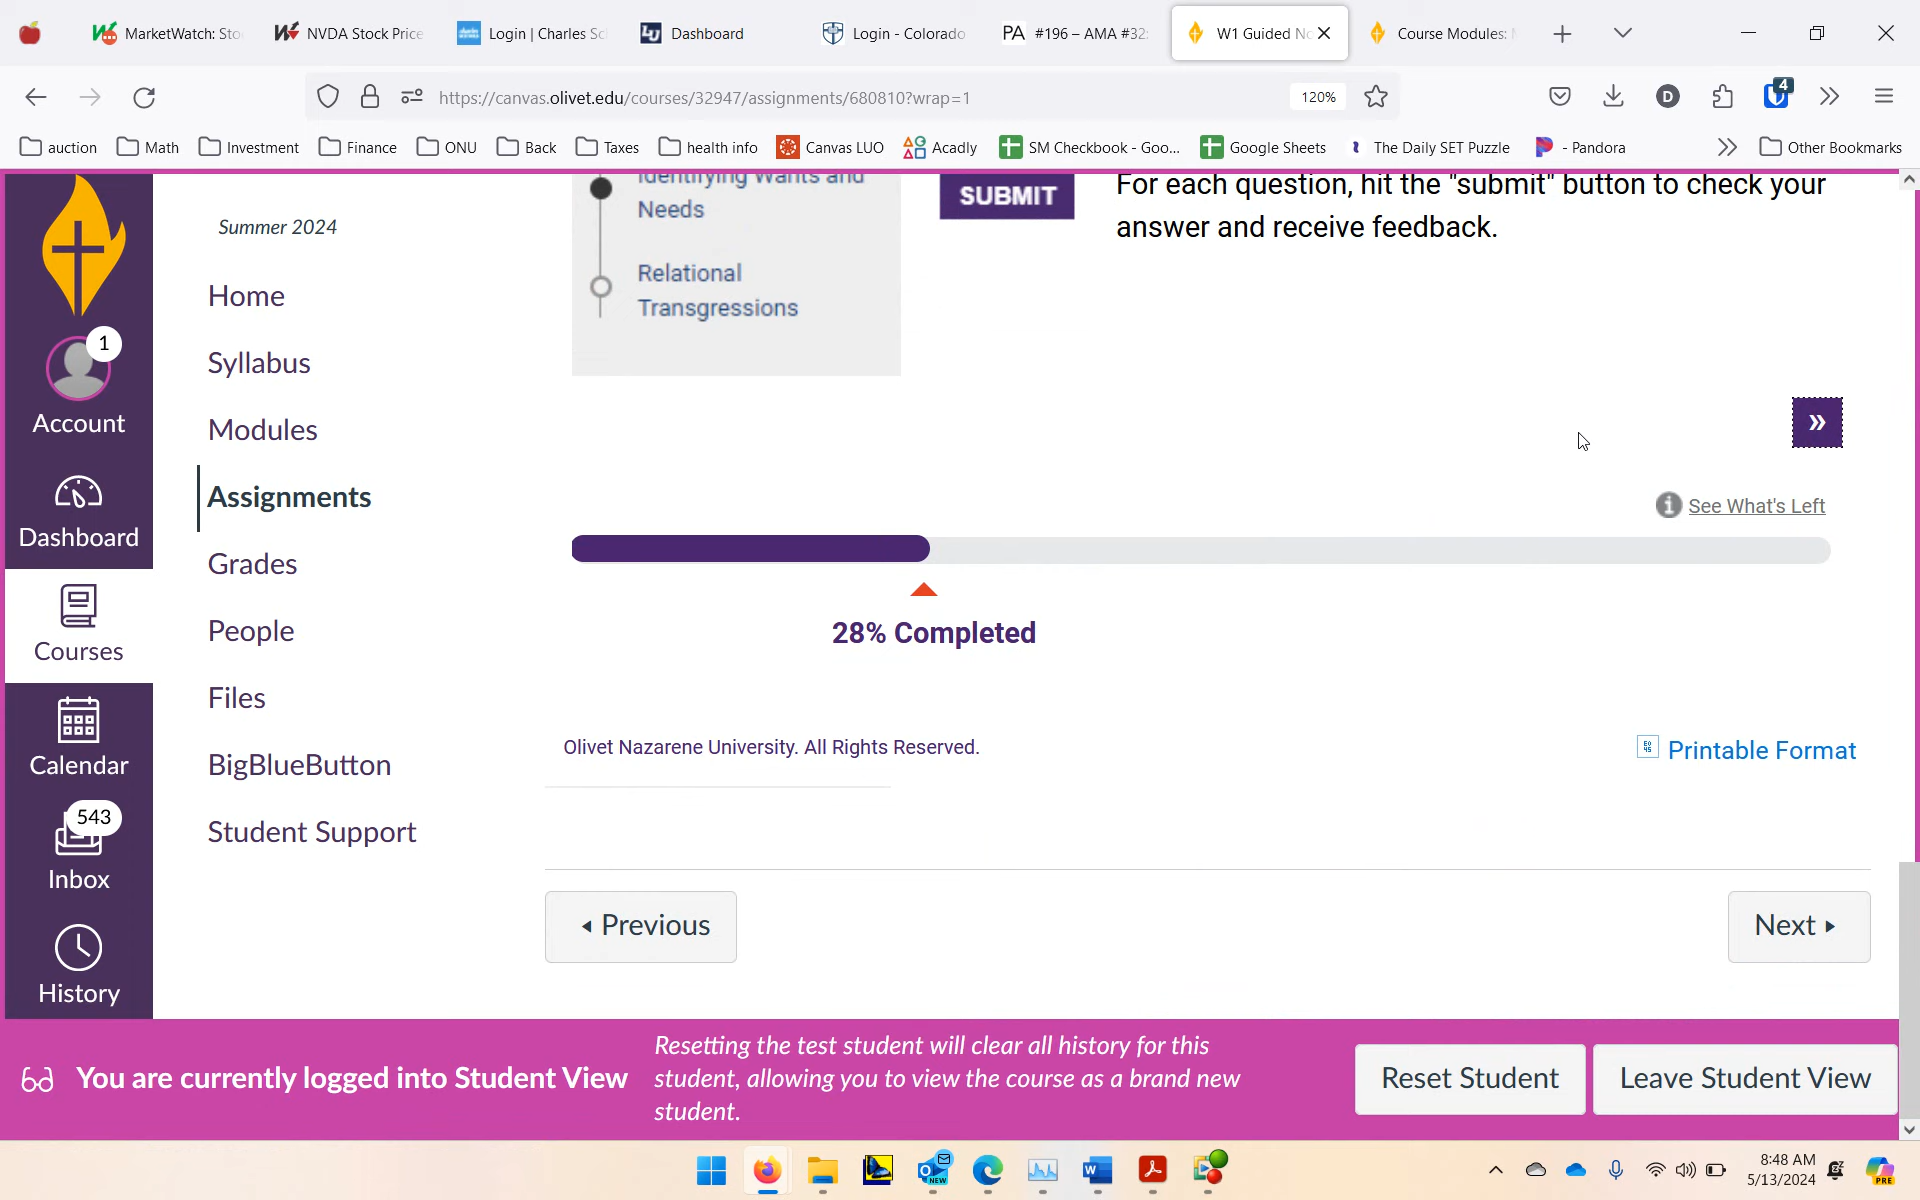 MarketWatch: Sto
NVDA Stock Price
Login | Charles Sc
Dashboard
Login - Colorado
PA #196 – AMA #32:
W1 Guided No
Course Modules: M
https://canvas.olivet.edu/courses/32947/assignments/680810?wrap=1
120%
D
4
auction
Math
Investment
Finance
ONU
Back
Taxes
health info
Canvas LUO
Acadly
SM Checkbook - Goo...
Google Sheets
The Daily SET Puzzle
- Pandora
Other Bookmarks
1
Account
Dashboard
Courses
Calendar
543
Inbox
History
Summer 2024
Home
Syllabus
Modules
Assignments
Grades
People
Files
BigBlueButton
Student Support
Identifying Wants and
Needs
Relational
Transgressions
SUBMIT
For each question, hit the "submit" button to check your
answer and receive feedback.
»
See What's Left
28% Completed
Olivet Nazarene University. All Rights Reserved.
Printable Format
Previous
Next
You are currently logged into Student View
Resetting the test student will clear all history for this
student, allowing you to view the course as a brand new
student.
Reset Student
Leave Student View
NEW
8:48 AM
5/13/2024
PRE